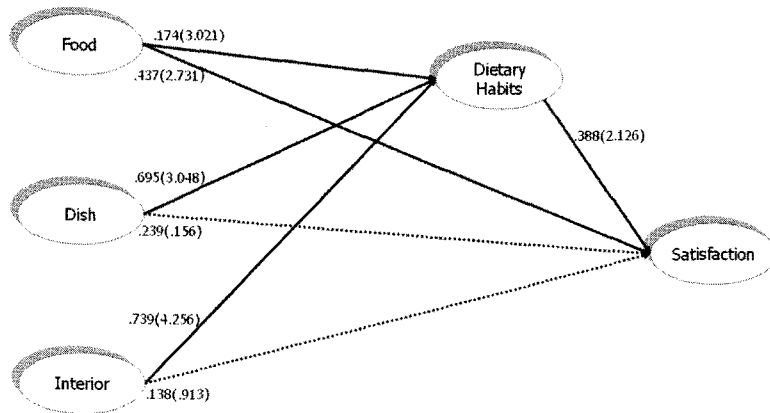 Food
.174(3.021)
.437(2.731)
Dietary
Habits
.388(2.126)
.695(3.048)
Dish
.239(.156)
Satisfaction
.739(4.256)
Interior
.138(.913)